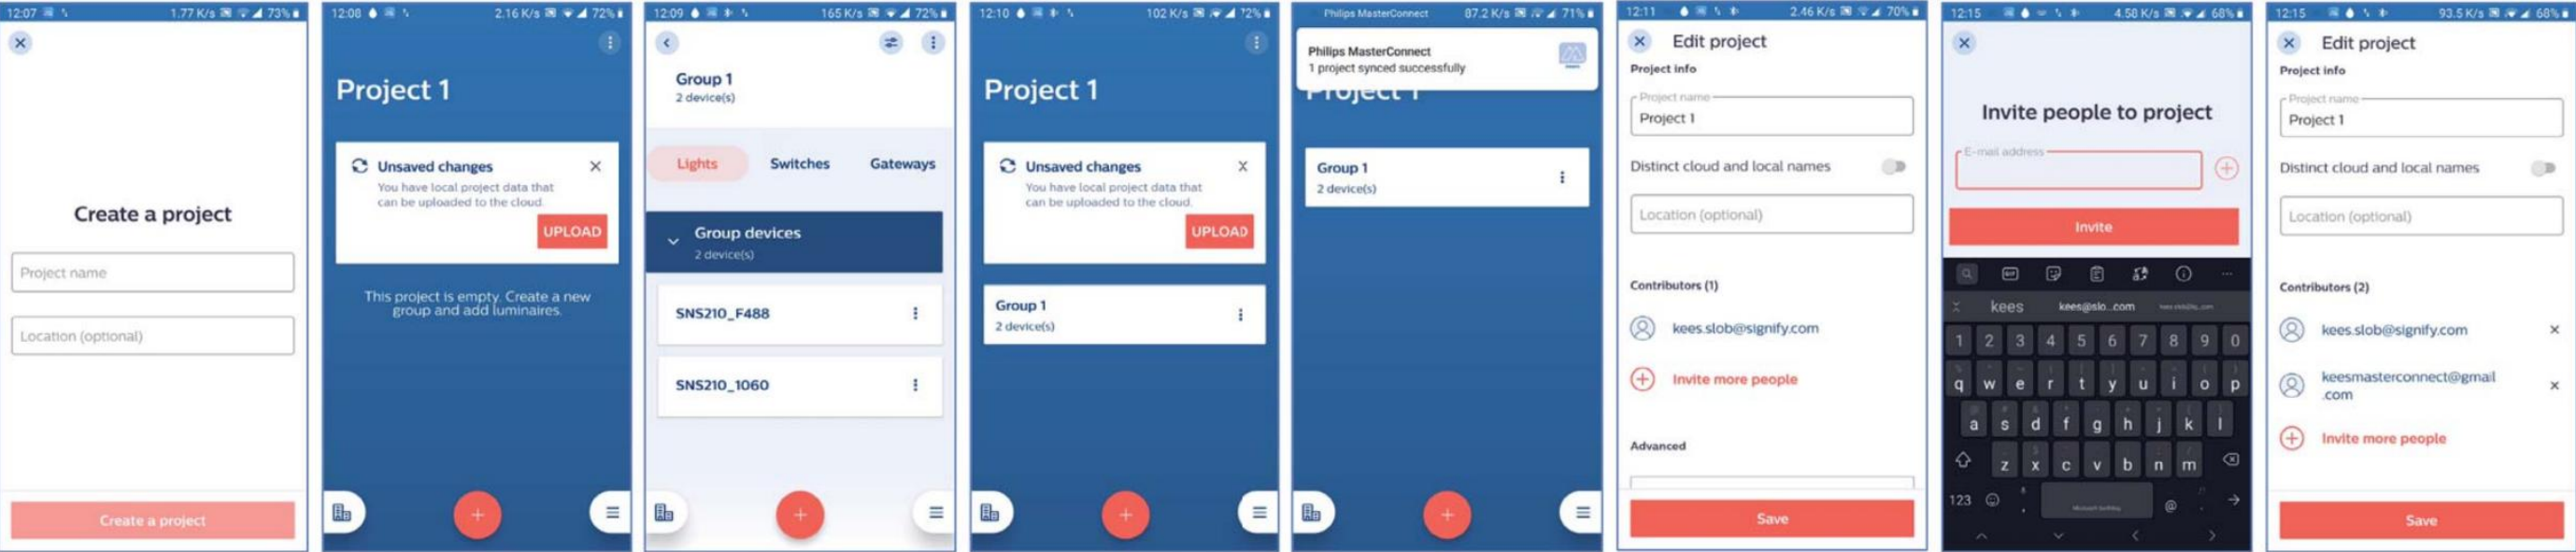 12:07
1.77 K/s
73%
Create a project
Project name
Location (optional)
Create a project
12:08
2.16 K/s
72%
Project 1
Unsaved changes
You have local project data that
can be uploaded to the cloud.
UPLOAD
This project is empty. Create a new
group and add luminaires.
12:09
165 K/s
72%
Group 1
2 device(s)
Lights
Switches
Gateways
Group devices
2 device(s)
SNS210_F488
SNS210_1060
12:10
102 K/s
72%
Project 1
Unsaved changes
You have local project data that
can be uploaded to the cloud.
UPLOAD
Group 1
2 device(s)
Philips MasterConnect
87.2 K/s
71%
Philips MasterConnect
1 project synced successfully
Project 1
Group 1
2 device(s)
12:11
2.46 K/s
70%
Edit project
Project info
Project name
Project 1
Distinct cloud and local names
Location (optional)
Contributors (1)
kees.slob@signify.com
Invite more people
Advanced
Save
12:15
4.58 K/s
68%
Invite people to project
E-mail address
Invite
GIF
kees
kees@slo...com
1 2 3 4 5 6 7 8 9 0
q w e r t y u i o p
a s d f g h j k l
z x c v b n m
123
@
12:15
93.5 K/s
68%
Edit project
Project info
Project name
Project 1
Distinct cloud and local names
Location (optional)
Contributors (2)
kees.slob@signify.com
keesmasterconnect@gmail
.com
Invite more people
Save